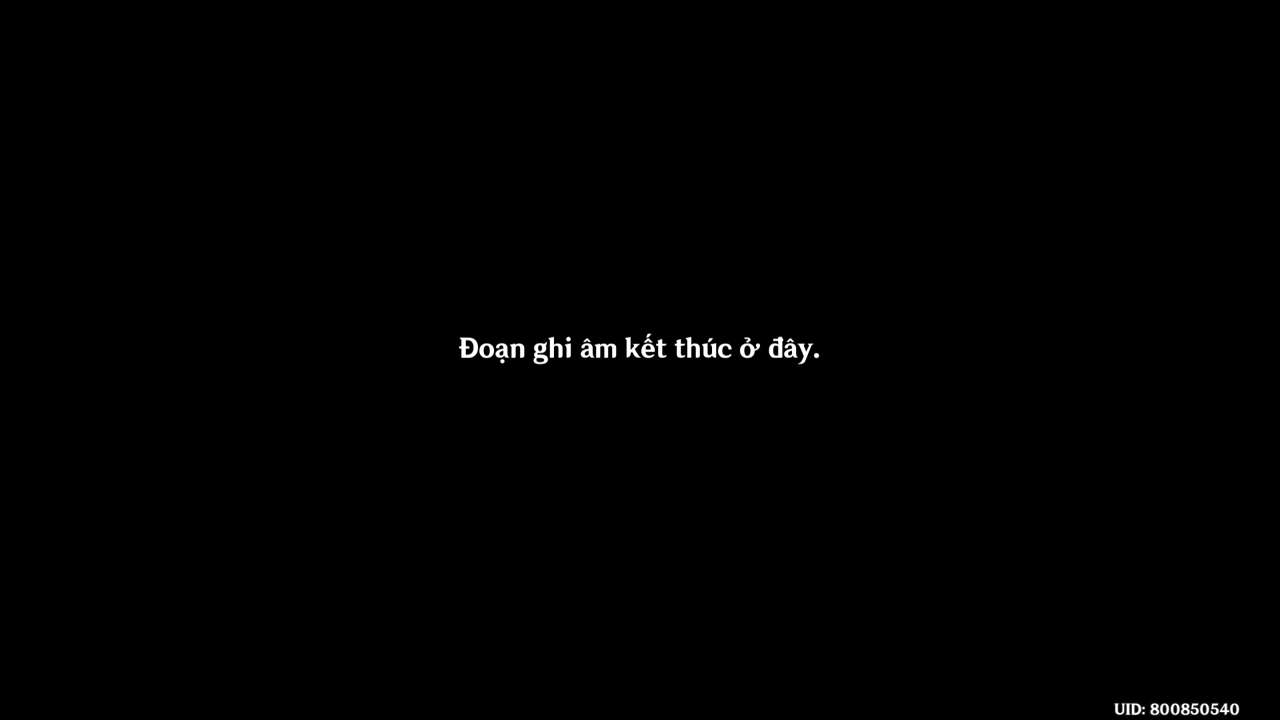 Đoạn ghi âm kết thúc ở đây.
UID: 800850540